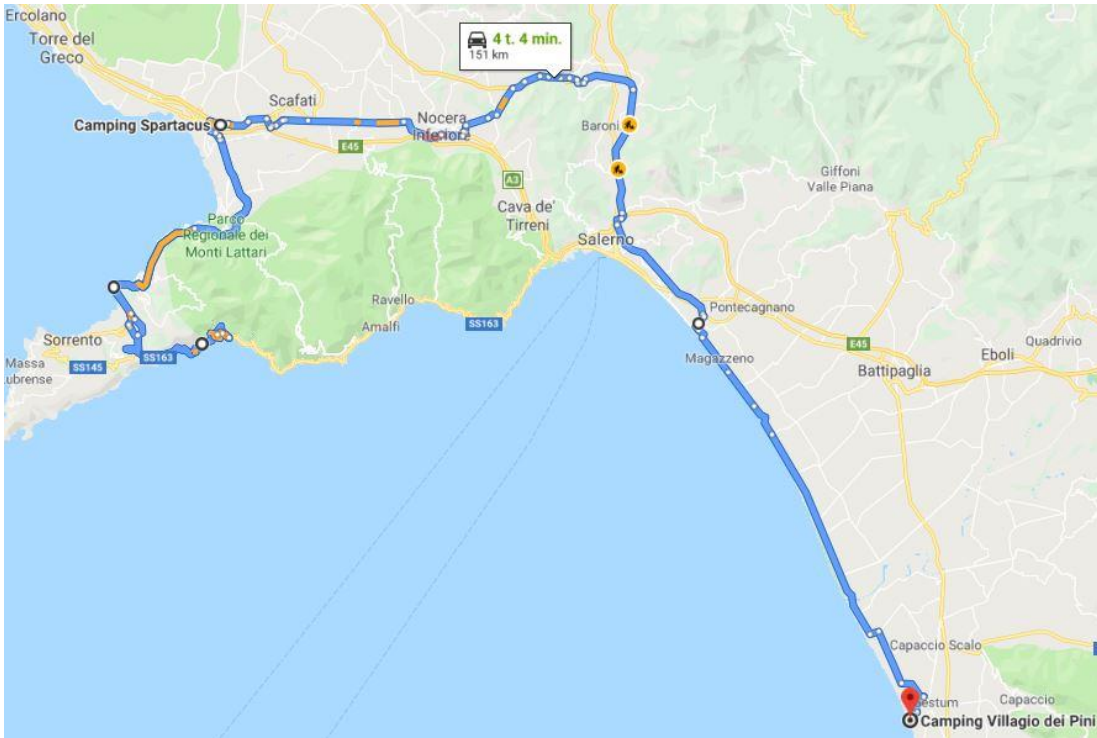 Ercolano
Torre del
Greco
4 t. 4 min.
151 km
Scafati
Camping Spartacus
Nocera
Inferiore
Baroni
E45
A3
Giffoni
Valle Piana
Cava de'
Tirreni
Parco
Regionale dei
Monti Lattari
Salerno
Ravello
Amalfi
SS163
Pontecagnano
Sorrento
SS163
SS145
Massa
Lubrense
Magazzeno
E45
Battipaglia
Eboli
Quadrivio
Capaccio Scalo
Capaccio
Paestum
Camping Villagio dei Pini